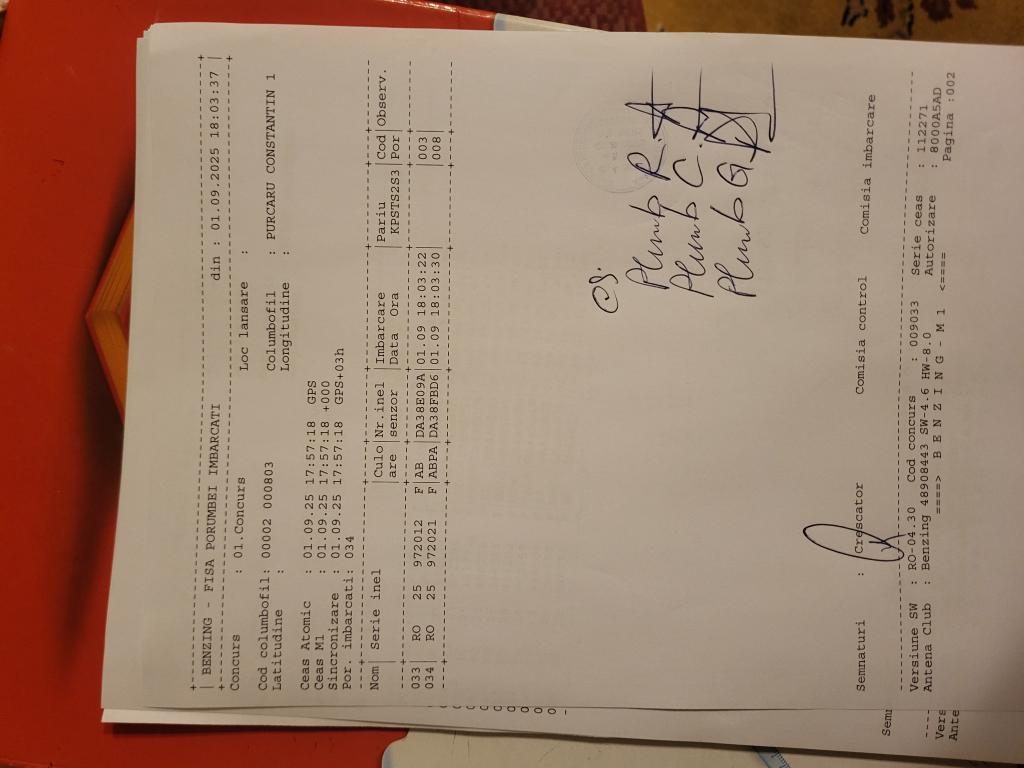 BENZING - FISA PORUMBEI IMBARCATI din : 01.09.2025 18:03:37
Concurs : 01.Concurs Loc lansare :
Cod columbofil: 00002 000803 Columbofil : PURCARU CONSTANTIN 1
Latitudine : Longitudine :
Ceas Atomic : 01.09.25 17:57:18 GPS
Ceas M1 : 01.09.25 17:57:18 +000
Sincronizare : 01.09.25 17:57:18 GPS+03h
Por. imbarcati: 034
Nom| Serie inel |Culo|Nr.inel |Imbarcare |Pariu |Cod|Observ.
|are |senzor |Data Ora |KPSTS2S3|Por|
033| RO 25 972012 F|AB |DA38E09A|01.09 18:03:22| |003|
034| RO 25 972021 F|ABPA|DA38FBD6|01.09 18:03:30| |008|
Plumb R.
Plumb C
Plumb G
Semnaturi : Crescator Comisia control Comisia imbarcare
Versiune SW : RO-04.30 Cod concurs : 009033 Serie ceas : 112271
Antena Club : Benzing 48908443 SW-4.6 HW-8.0 Autorizare : 8000A5AD
====> B E N Z I N G - M 1 <==== Pagina :002
Semn
Vers
Ante